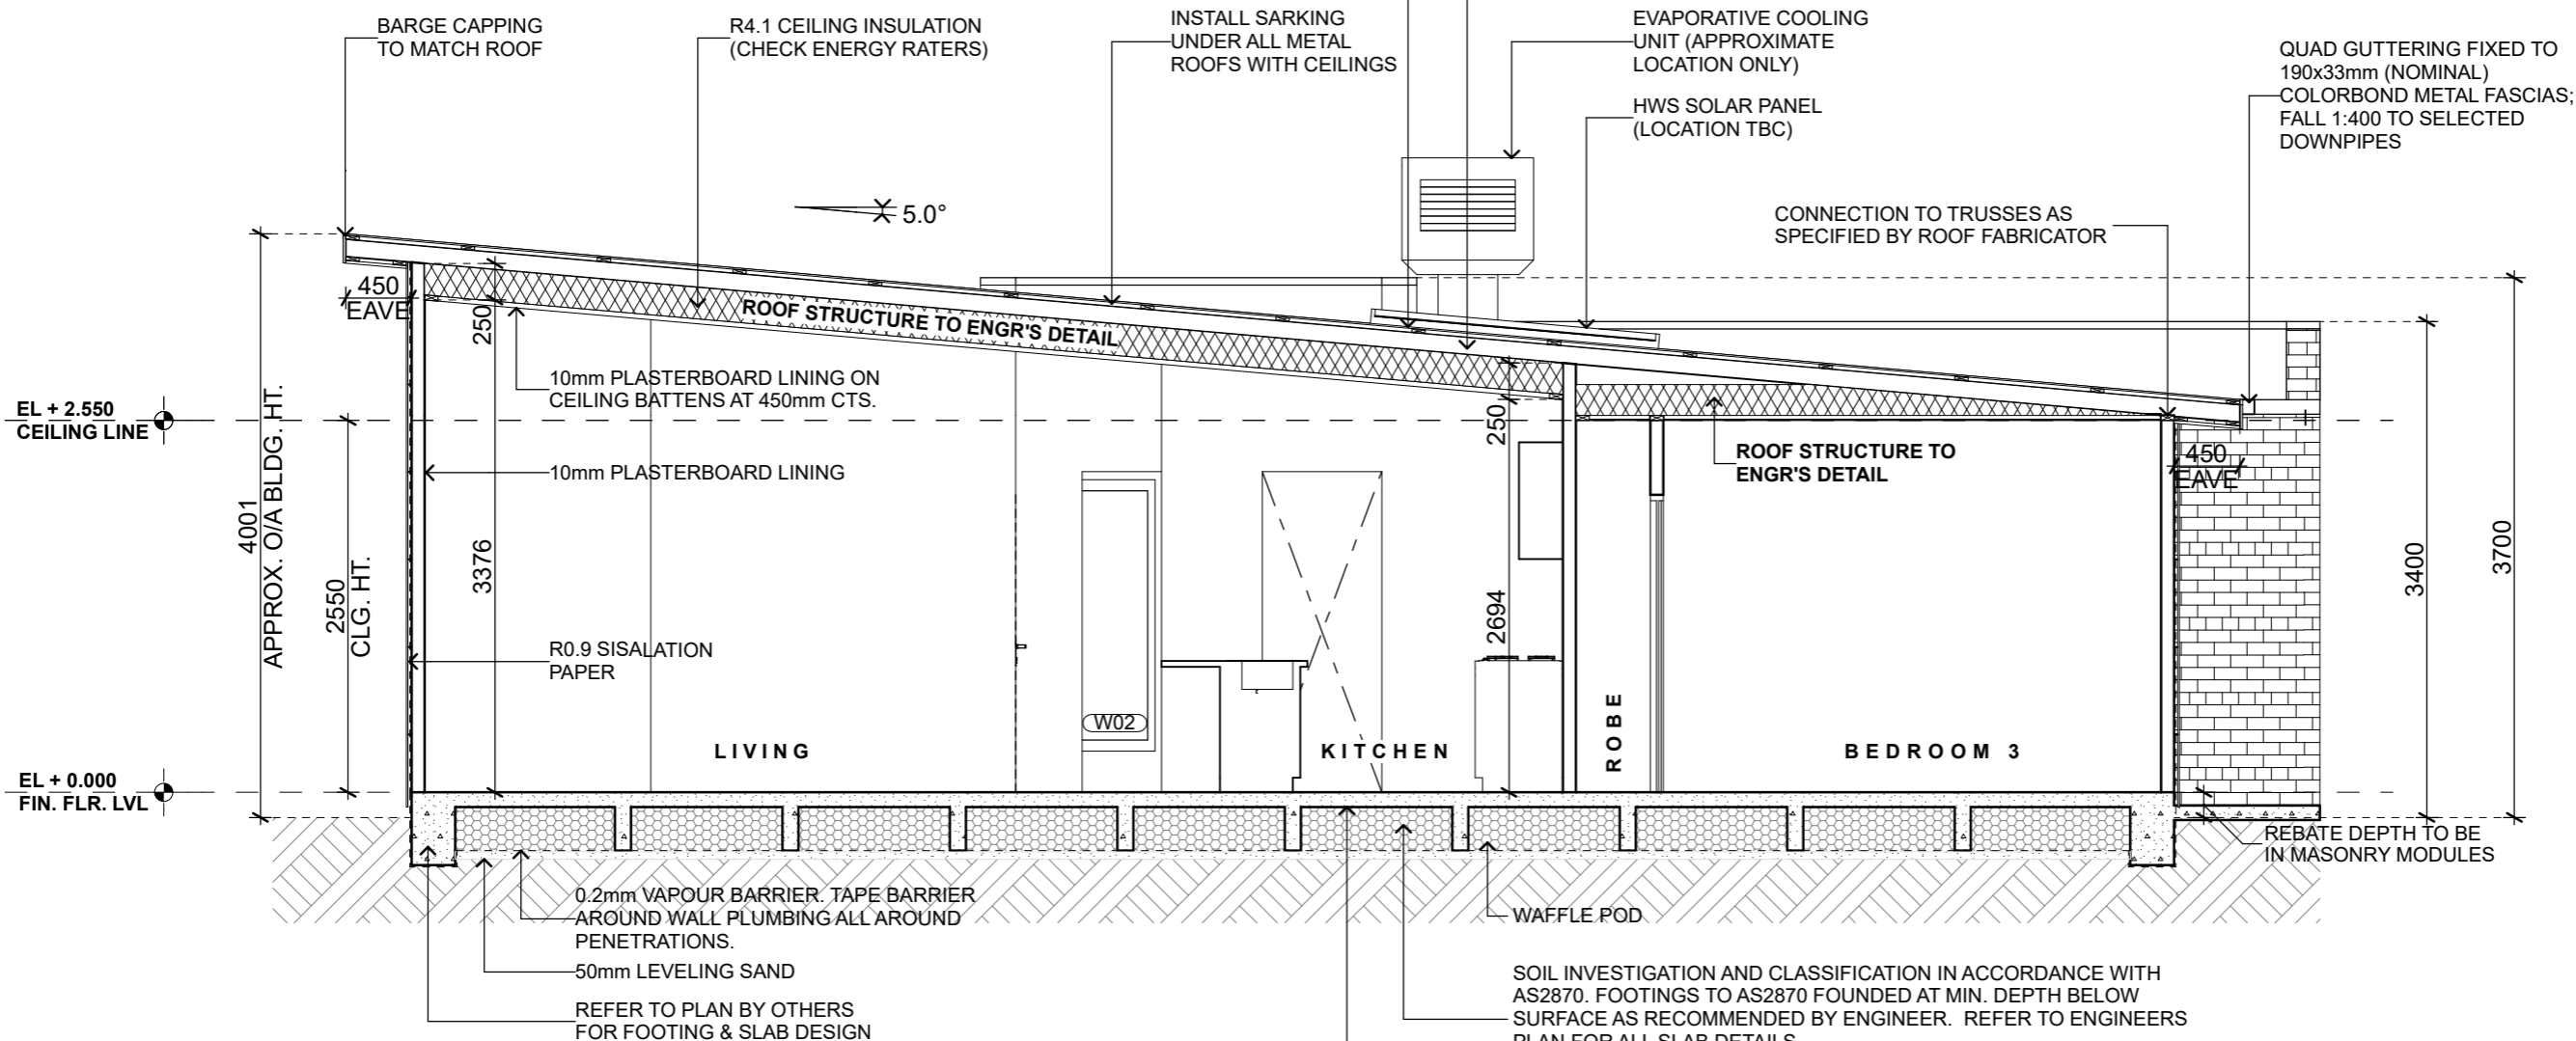 BARGE CAPPING
TO MATCH ROOF
R4.1 CEILING INSULATION
(CHECK ENERGY RATERS)
INSTALL SARKING
UNDER ALL METAL
ROOFS WITH CEILINGS
EVAPORATIVE COOLING
UNIT (APPROXIMATE
LOCATION ONLY)
HWS SOLAR PANEL
(LOCATION TBC)
QUAD GUTTERING FIXED TO
190x33mm (NOMINAL)
COLORBOND METAL FASCIAS;
FALL 1:400 TO SELECTED
DOWNPIPES
5.0°
CONNECTION TO TRUSSES AS
SPECIFIED BY ROOF FABRICATOR
450
EAVE
250
ROOF STRUCTURE TO ENGR'S DETAIL
10mm PLASTERBOARD LINING ON
CEILING BATTENS AT 450mm CTS.
EL + 2.550
CEILING LINE
10mm PLASTERBOARD LINING
250
ROOF STRUCTURE TO
ENGR'S DETAIL
450
EAVE
4001
APPROX. O/A BLDG. HT.
2550
CLG. HT.
3376
2694
3400
3700
R0.9 SISALATION
PAPER
W02
LIVING
KITCHEN
ROBE
BEDROOM 3
EL + 0.000
FIN. FLR. LVL
REBATE DEPTH TO BE
IN MASONRY MODULES
0.2mm VAPOUR BARRIER. TAPE BARRIER
AROUND WALL PLUMBING ALL AROUND
PENETRATIONS.
50mm LEVELING SAND
REFER TO PLAN BY OTHERS
FOR FOOTING & SLAB DESIGN
WAFFLE POD
SOIL INVESTIGATION AND CLASSIFICATION IN ACCORDANCE WITH
AS2870. FOOTINGS TO AS2870 FOUNDED AT MIN. DEPTH BELOW
SURFACE AS RECOMMENDED BY ENGINEER. REFER TO ENGINEERS
PLAN FOR ALL SLAB DETAILS